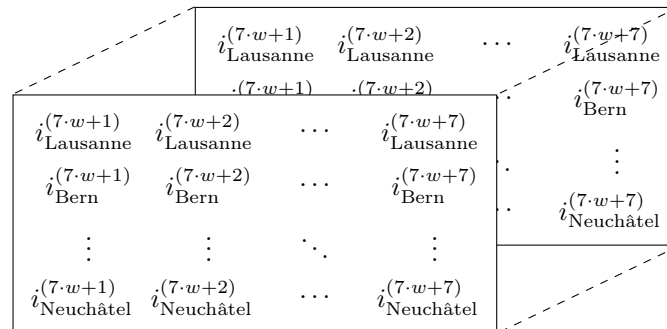 i_Lausanne^(7·w+1) i_Lausanne^(7·w+2) ⋯ i_Lausanne^(7·w+7)
i_Bern^(7·w+7)
⋮
i_Neuchâtel^(7·w+7)
i_Lausanne^(7·w+1) i_Lausanne^(7·w+2) ⋯ i_Lausanne^(7·w+7)
i_Bern^(7·w+1) i_Bern^(7·w+2) ⋯ i_Bern^(7·w+7)
⋮ ⋮ ⋱ ⋮
i_Neuchâtel^(7·w+1) i_Neuchâtel^(7·w+2) ⋯ i_Neuchâtel^(7·w+7)